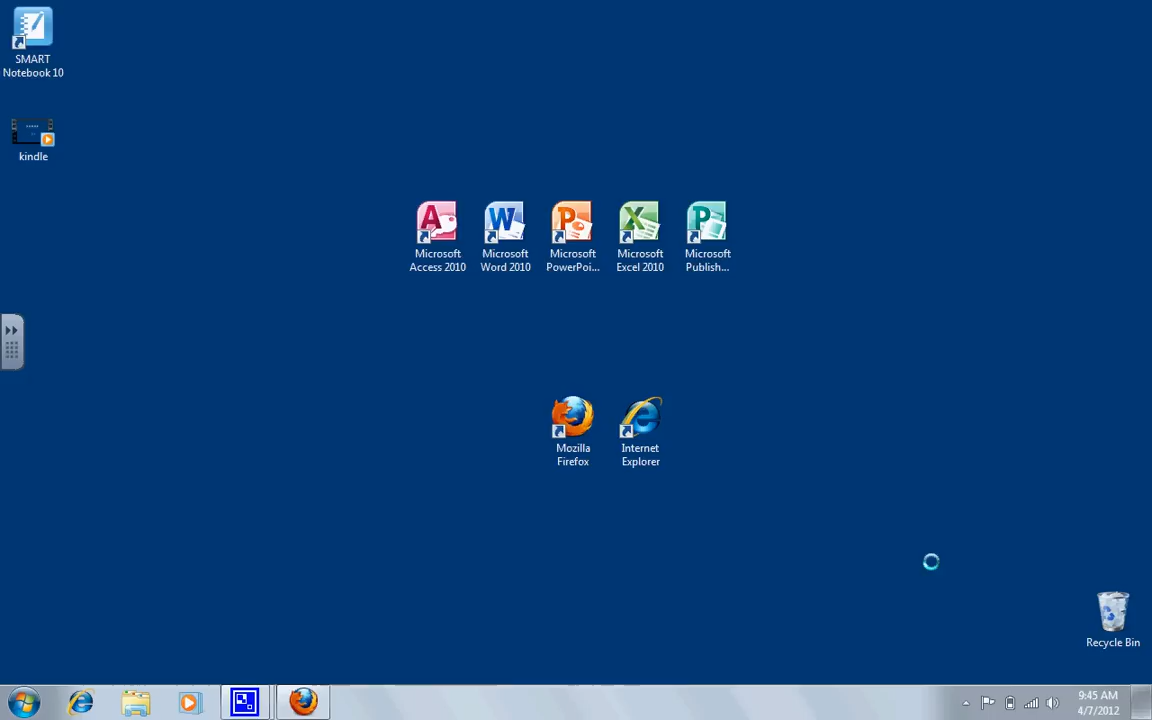 SMART
Notebook 10
kindle
Microsoft
Access 2010
Microsoft
Word 2010
Microsoft
PowerPoi...
Microsoft
Excel 2010
Microsoft
Publish...
Mozilla
Firefox
Internet
Explorer
Recycle Bin
9:45 AM
4/7/2012